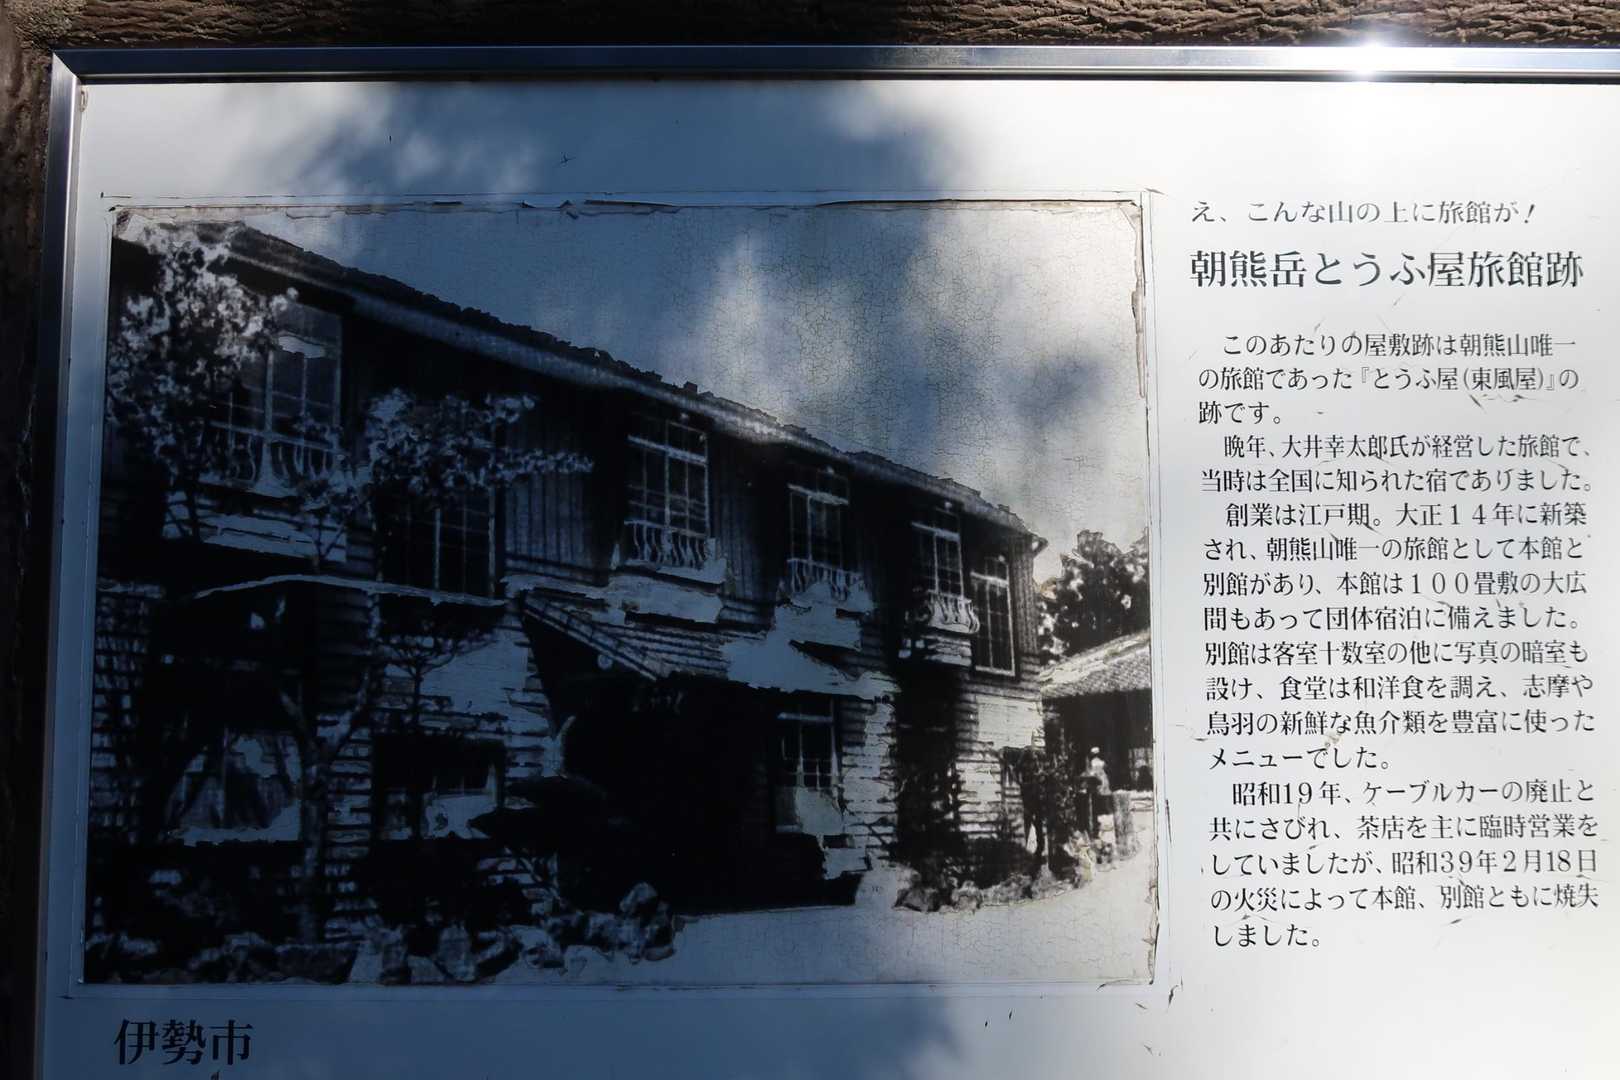 え、こんな山の上に旅館が！
朝熊岳とうふ屋旅館跡
このあたりの屋敷跡は朝熊山唯一
の旅館であった『とうふ屋(東風屋)』の
跡です。
晩年、大井幸太郎氏が経営した旅館で、
当時は全国に知られた宿でありました。
創業は江戸期。大正１４年に新築
され、朝熊山唯一の旅館として本館と
別館があり、本館は１００畳敷の大広
間もあって団体宿泊に備えました。
別館は客室十数室の他に写真の暗室も
設け、食堂は和洋食を調え、志摩や
鳥羽の新鮮な魚介類を豊富に使った
メニューでした。
昭和19年、ケーブルカーの廃止と
共にさびれ、茶店を主に臨時営業を
していましたが、昭和39年2月18日
の火災によって本館、別館ともに焼失
しました。
伊勢市